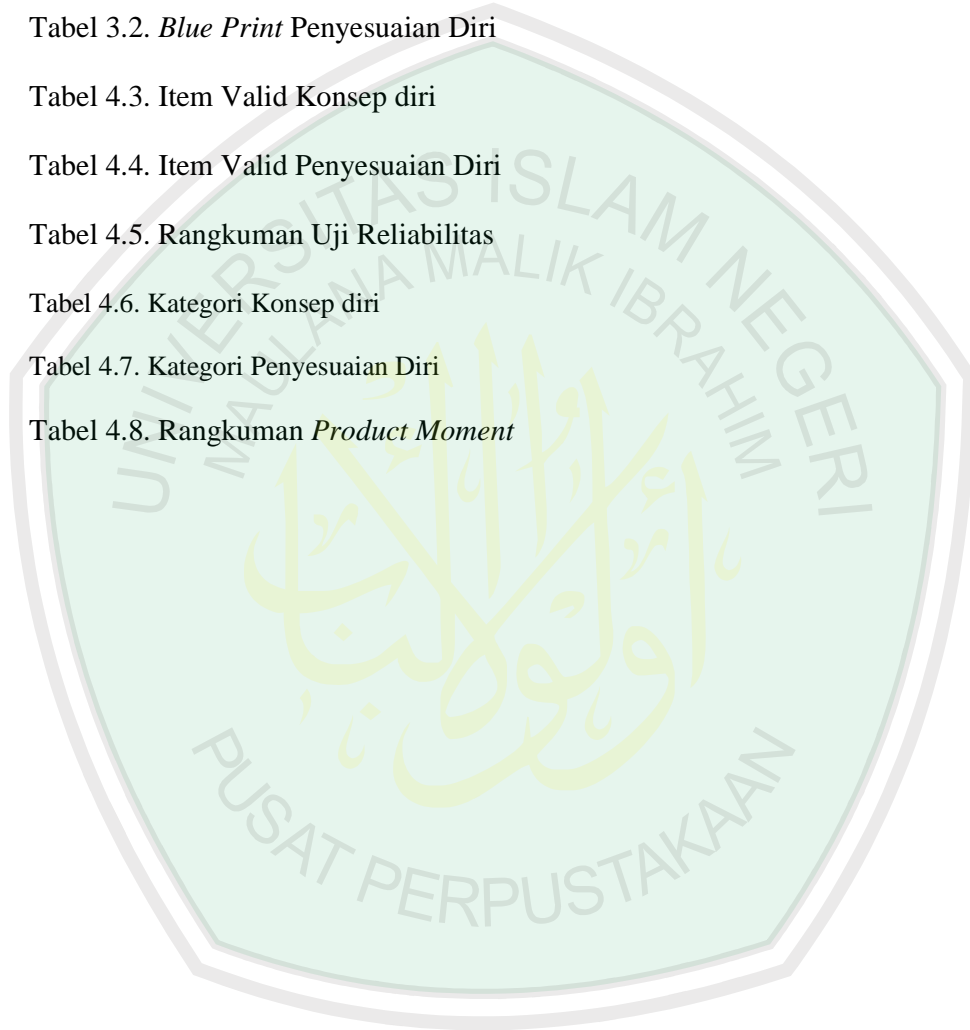 Tabel 3.2. Blue Print Penyesuaian Diri
Tabel 4.3. Item Valid Konsep diri
Tabel 4.4. Item Valid Penyesuaian Diri
Tabel 4.5. Rangkuman Uji Reliabilitas
Tabel 4.6. Kategori Konsep diri
Tabel 4.7. Kategori Penyesuaian Diri
Tabel 4.8. Rangkuman Product Moment
UNIVERSITAS ISLAM NEGERI
MAULANA MALIK IBRAHIM
PUSAT PERPUSTAKAAN